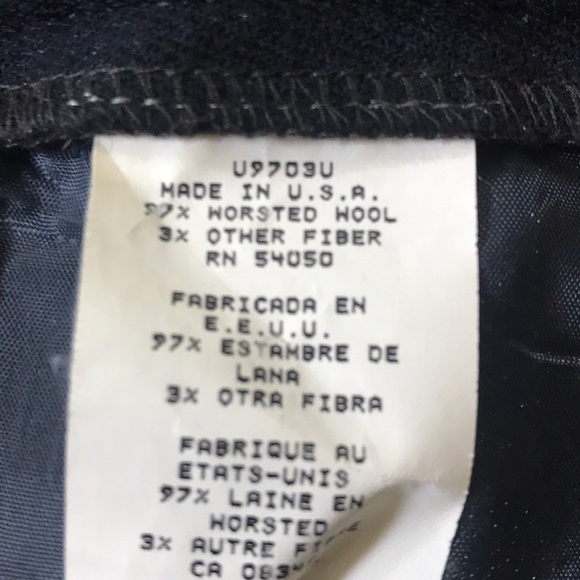 U9703U
MADE IN U.S.A.
97% WORSTED WOOL
3% OTHER FIBER
RN 54050
FABRICADA EN
E.E.U.U.
97% ESTAMBRE DE
LANA
3% OTRA FIBRA
FABRIQUE AU
ETATS-UNIS
97% LAINE EN
WORSTED
3% AUTRE
CA